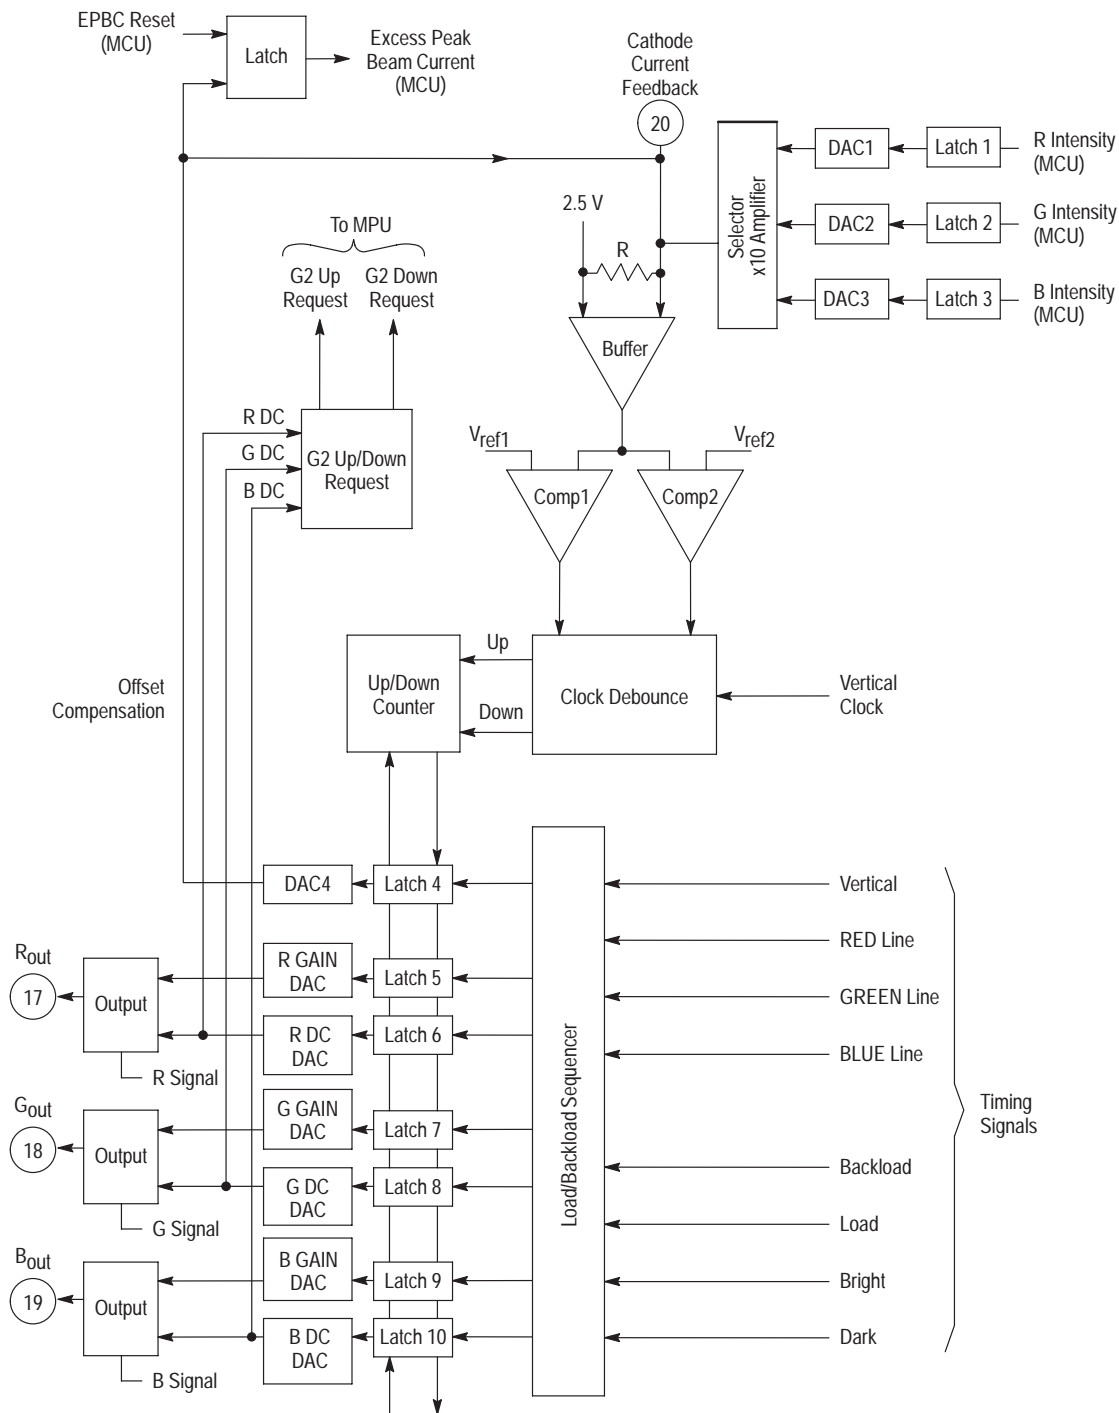 EPBC Reset
(MCU)
Latch
Excess Peak
Beam Current
(MCU)
Cathode
Current
Feedback
20
Selector
x10 Amplifier
DAC1
Latch 1
R Intensity
(MCU)
DAC2
Latch 2
G Intensity
(MCU)
DAC3
Latch 3
B Intensity
(MCU)
2.5 V
R
Buffer
To MPU
G2 Up
Request
G2 Down
Request
R DC
G DC
B DC
G2 Up/Down
Request
Vref1
Vref2
Comp1
Comp2
Up/Down
Counter
Up
Down
Clock Debounce
Vertical
Clock
Offset
Compensation
DAC4
Latch 4
Load/Backload Sequencer
Vertical
RED Line
GREEN Line
BLUE Line
Backload
Load
Bright
Dark
Timing
Signals
Rout
17
Output
R GAIN
DAC
Latch 5
R DC
DAC
Latch 6
R Signal
Gout
18
Output
G GAIN
DAC
Latch 7
G DC
DAC
Latch 8
G Signal
Bout
19
Output
B GAIN
DAC
Latch 9
B DC
DAC
Latch 10
B Signal